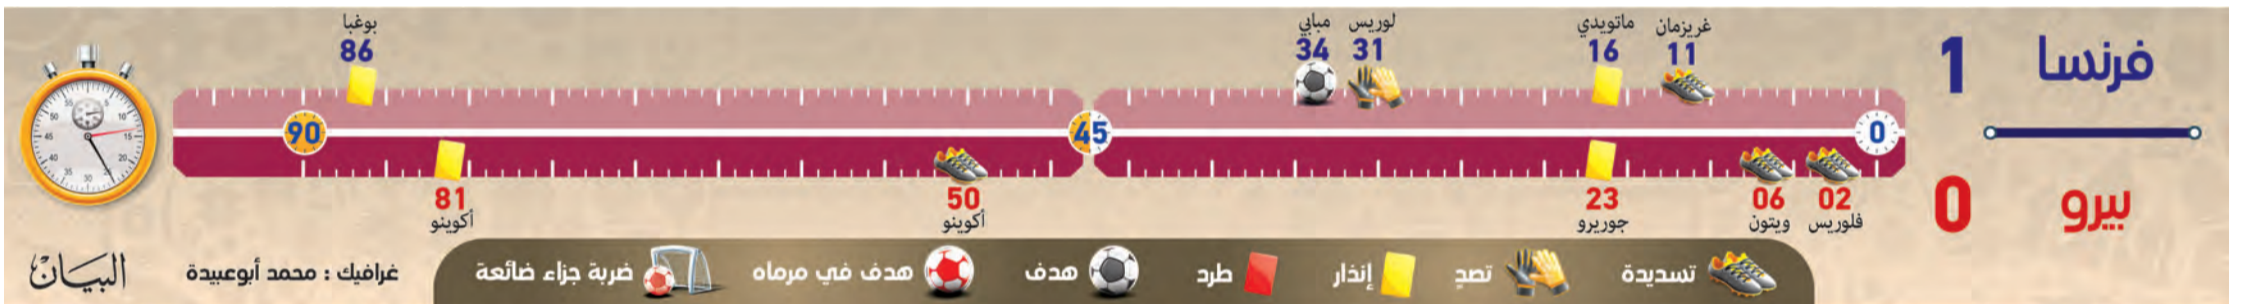 فرنسا 1
بيرو 0
غريزمان
11
ماتويدي
16
لوريس
31
مبابي
34
بوغبا
86
0
45
90
02
فلوريس
06
ويتون
23
جوريرو
50
أكوينو
81
أكوينو
تسديدة
تصدٍ
إنذار
طرد
هدف
هدف في مرماه
ضربة جزاء ضائعة
غرافيك : محمد أبوعبيدة
البيان